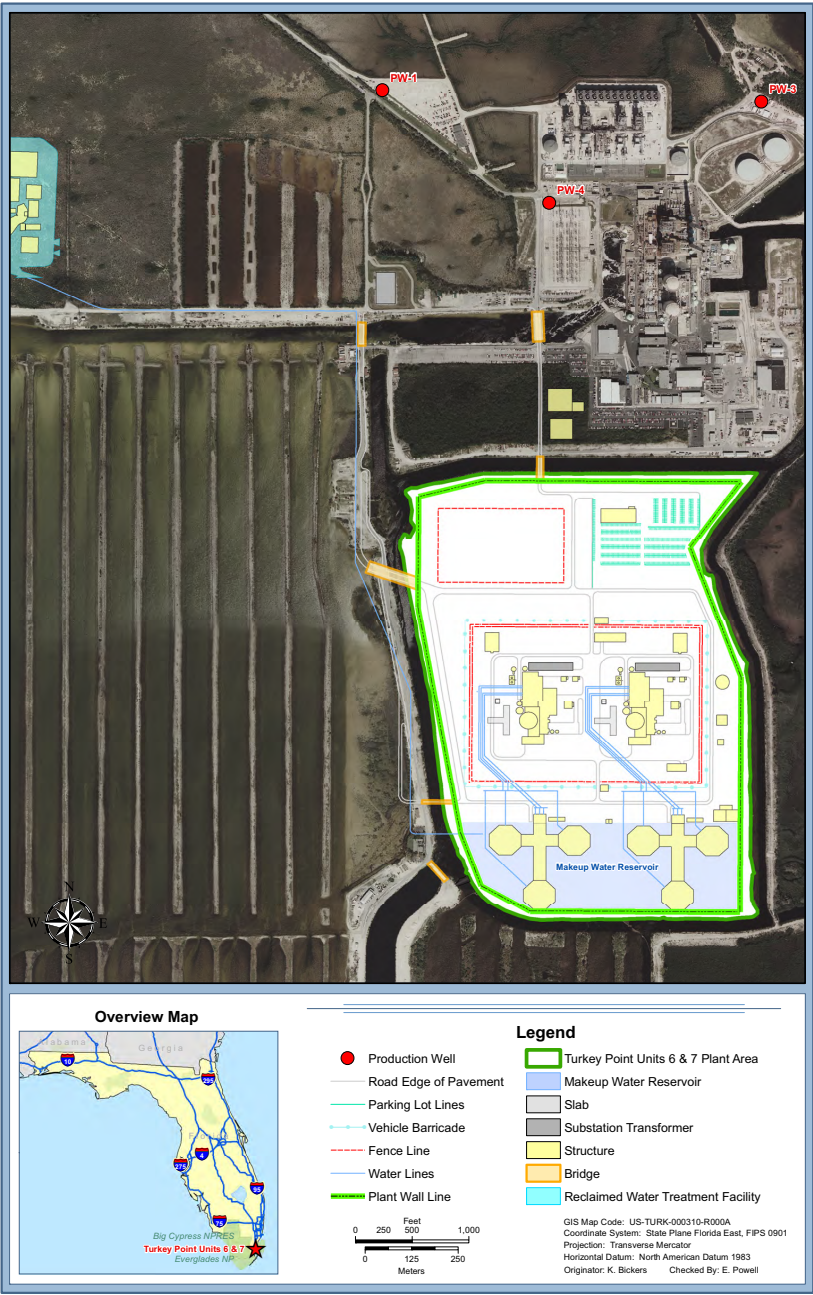 PW-1
PW-3
PW-4
Makeup Water Reservoir
N
W E
S
Overview Map
Alabama
Georgia
10
295
Florida
4
275
95
75
Big Cypress NPRES
Turkey Point Units 6 & 7
Everglades NP
Legend
Production Well
Road Edge of Pavement
Parking Lot Lines
Vehicle Barricade
Fence Line
Water Lines
Plant Wall Line
Turkey Point Units 6 & 7 Plant Area
Makeup Water Reservoir
Slab
Substation Transformer
Structure
Bridge
Reclaimed Water Treatment Facility
Feet
0 250 500 1,000
0 125 250
Meters
GIS Map Code: US-TURK-000310-R000A
Coordinate System: State Plane Florida East, FIPS 0901
Projection: Transverse Mercator
Horizontal Datum: North American Datum 1983
Originator: K. Bickers Checked By: E. Powell